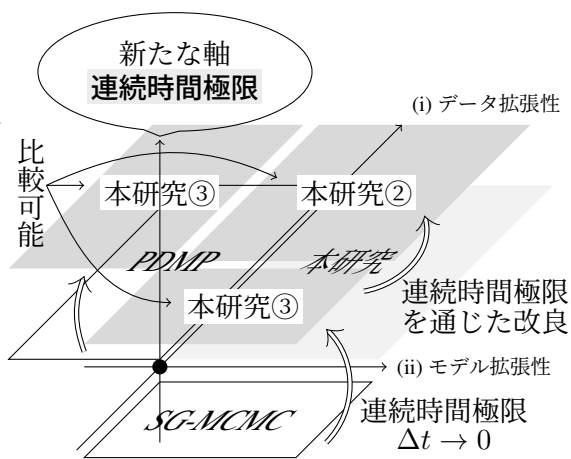 新たな軸
連続時間極限
(i) データ拡張性
比較可能
本研究③
本研究②
PDMP
本研究
本研究③
連続時間極限
を通じた改良
(ii) モデル拡張性
SG-MCMC
連続時間極限
Δt → 0